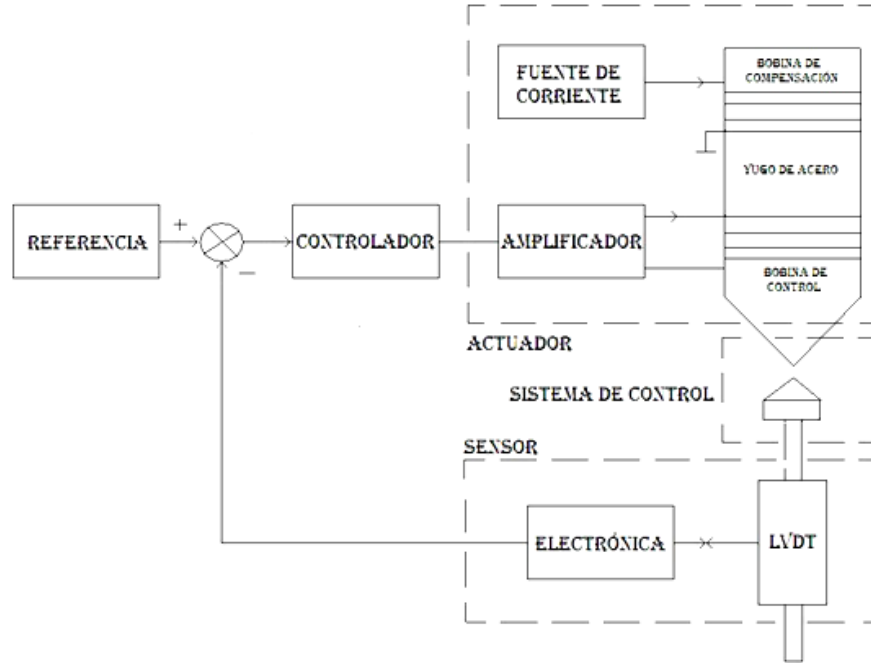 FUENTE DE
CORRIENTE
BOBINA DE
COMPENSACIÓN
YUGO DE ACERO
REFERENCIA
+
−
CONTROLADOR
AMPLIFICADOR
BOBINA DE
CONTROL
ACTUADOR
SISTEMA DE CONTROL
SENSOR
ELECTRÓNICA
LVDT